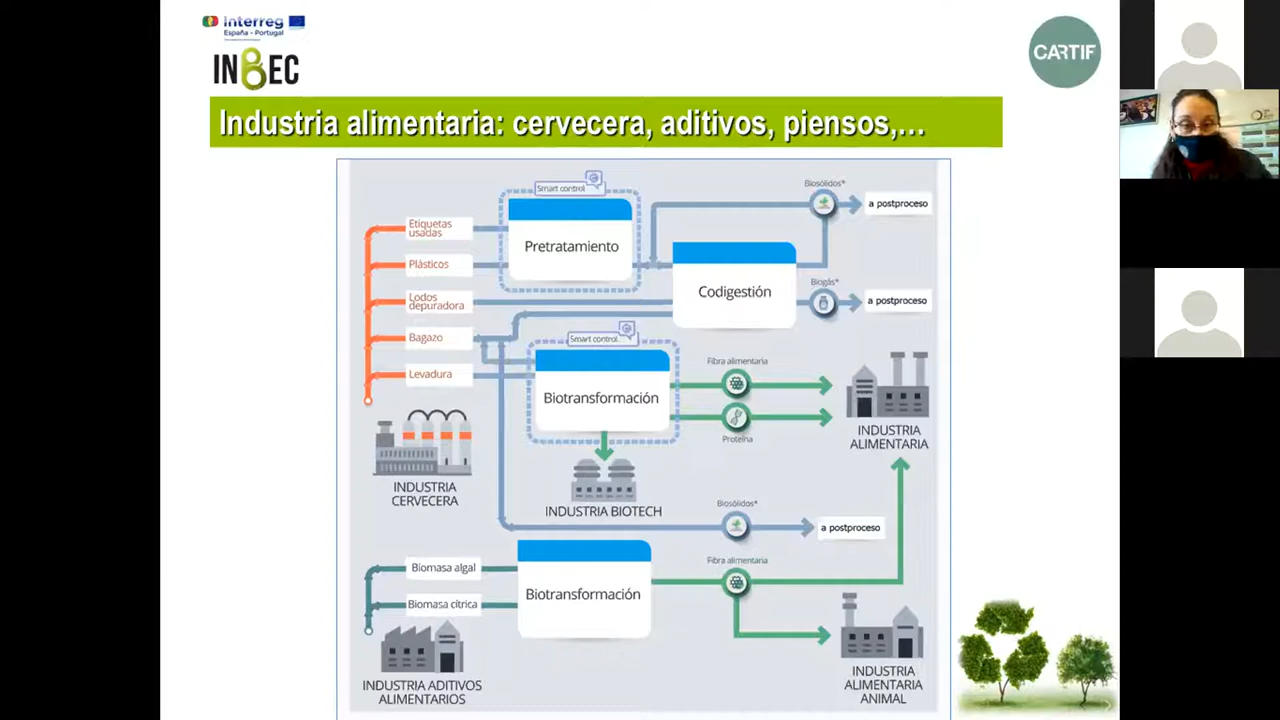 Interreg
España - Portugal
IN BEC
CARTIF
Industria alimentaria: cervecera, aditivos, piensos,...
Smart control
Biosólidos*
a postproceso
Etiquetas
usadas
Pretratamiento
Plásticos
Codigestión
Biogás*
a postproceso
Lodos
depuradora
Bagazo
Smart control
Levadura
Biotransformación
Fibra alimentaria
Proteína
INDUSTRIA
ALIMENTARIA
INDUSTRIA
CERVECERA
INDUSTRIA BIOTECH
Biosólidos*
a postproceso
Biomasa algal
Biomasa cítrica
Biotransformación
Fibra alimentaria
INDUSTRIA ADITIVOS
ALIMENTARIOS
INDUSTRIA
ALIMENTARIA
ANIMAL